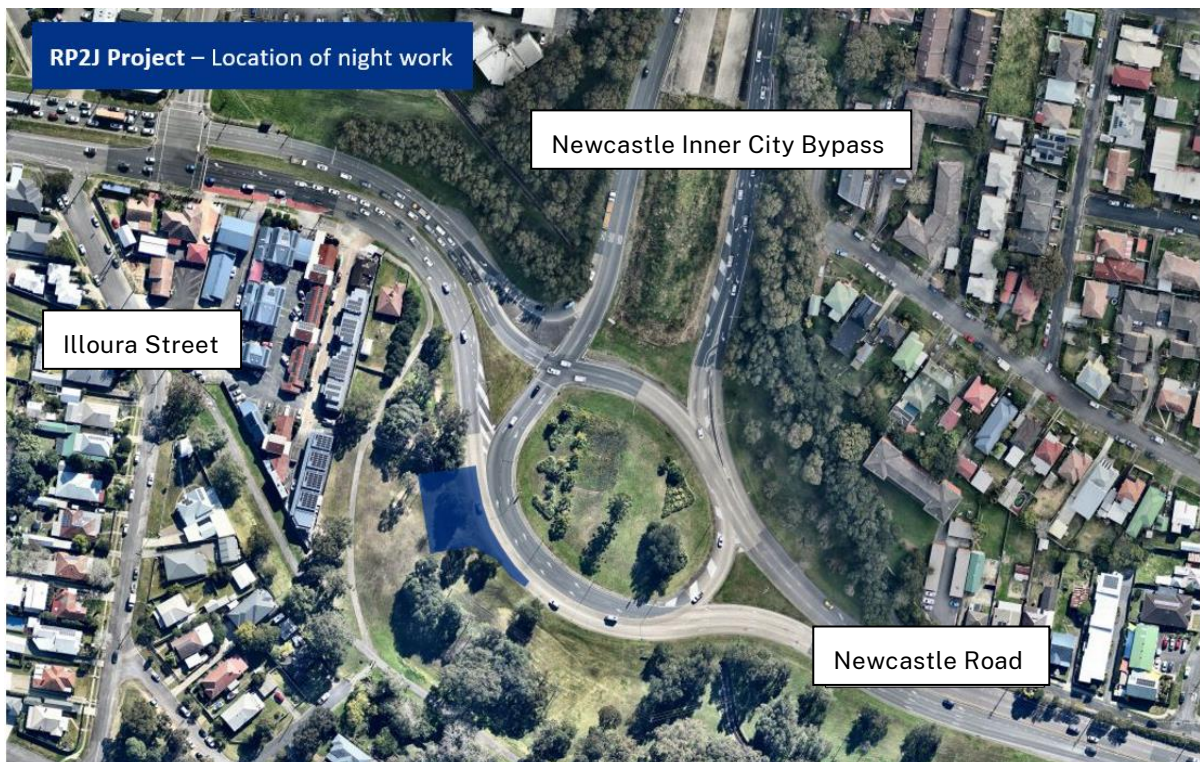 RP2J Project – Location of night work
Newcastle Inner City Bypass
Illoura Street
Newcastle Road